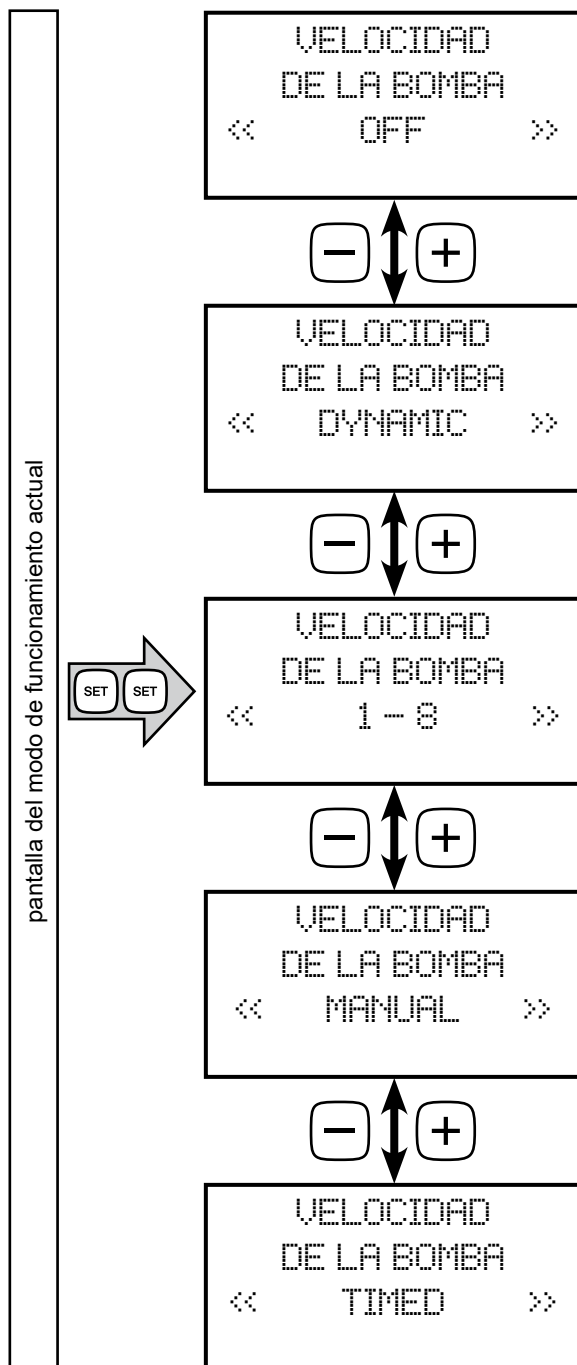 pantalla del modo de funcionamiento actual
VELOCIDAD
DE LA BOMBA
<< OFF >>
− +
VELOCIDAD
DE LA BOMBA
<< DYNAMIC >>
− +
SET SET
VELOCIDAD
DE LA BOMBA
<< 1 – 8 >>
− +
VELOCIDAD
DE LA BOMBA
<< MANUAL >>
− +
VELOCIDAD
DE LA BOMBA
<< TIMED >>